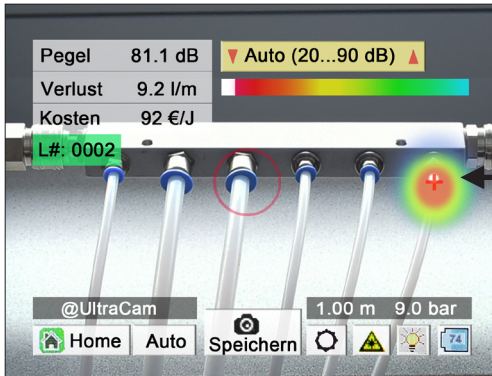 Pegel 81.1 dB
Auto (20...90 dB)
Verlust 9.2 l/m
Kosten 92 €/J
L#: 0002
@UltraCam
1.00 m 9.0 bar
Home
Auto
Speichern
74